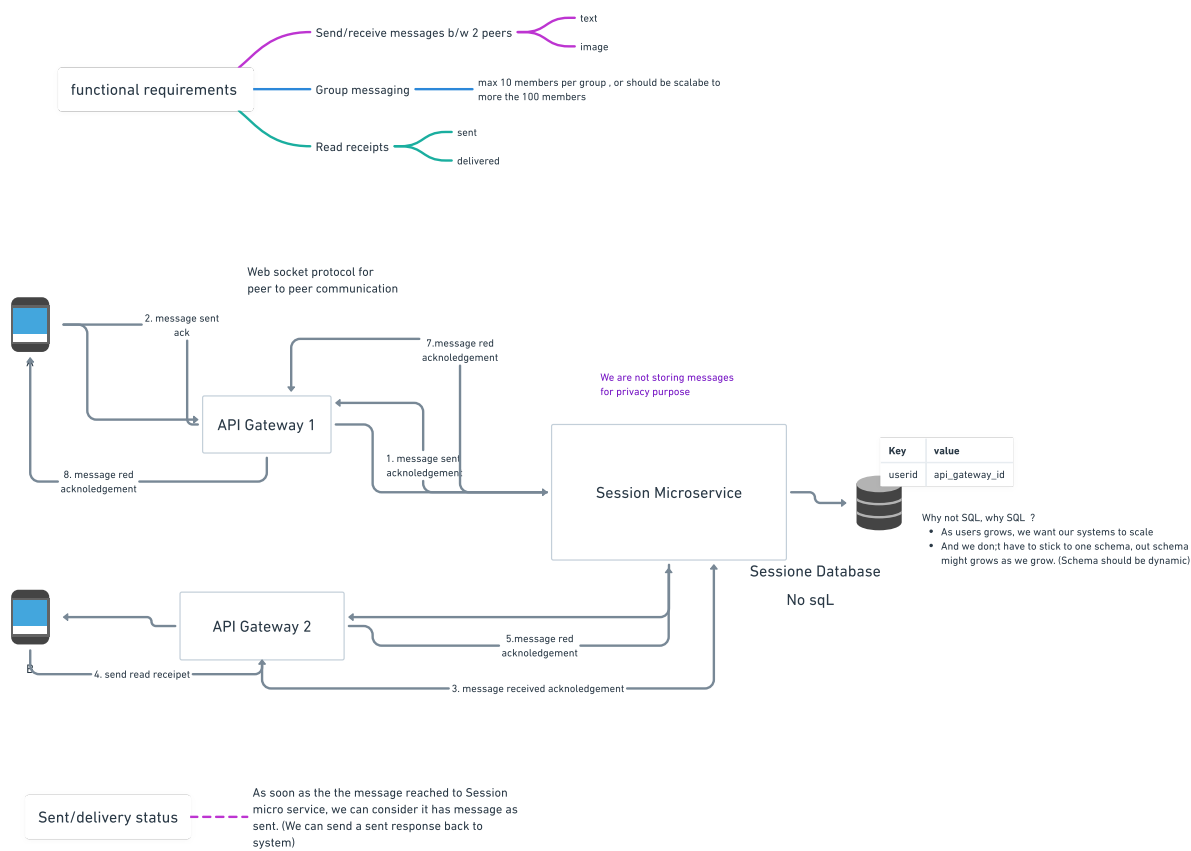 functional requirements
Send/receive messages b/w 2 peers
text
image
Group messaging
max 10 members per group , or should be scalabe to
more the 100 members
Read receipts
sent
delivered
Web socket protocol for
peer to peer communication
2. message sent
ack
7.message red
acknoledgement
A
API Gateway 1
1. message sent
acknoledgement
8. message red
acknoledgement
We are not storing messages
for privacy purpose
Session Microservice
Key value
userid api_gateway_id
Why not SQL, why SQL ?
• As users grows, we want our systems to scale
• And we don;t have to stick to one schema, out schema
might grows as we grow. (Schema should be dynamic)
Sessione Database
No sqL
API Gateway 2
5.message red
acknoledgement
B
4. send read receipet
3. message received acknoledgement
Sent/delivery status
As soon as the the message reached to Session
micro service, we can consider it has message as
sent. (We can send a sent response back to
system)